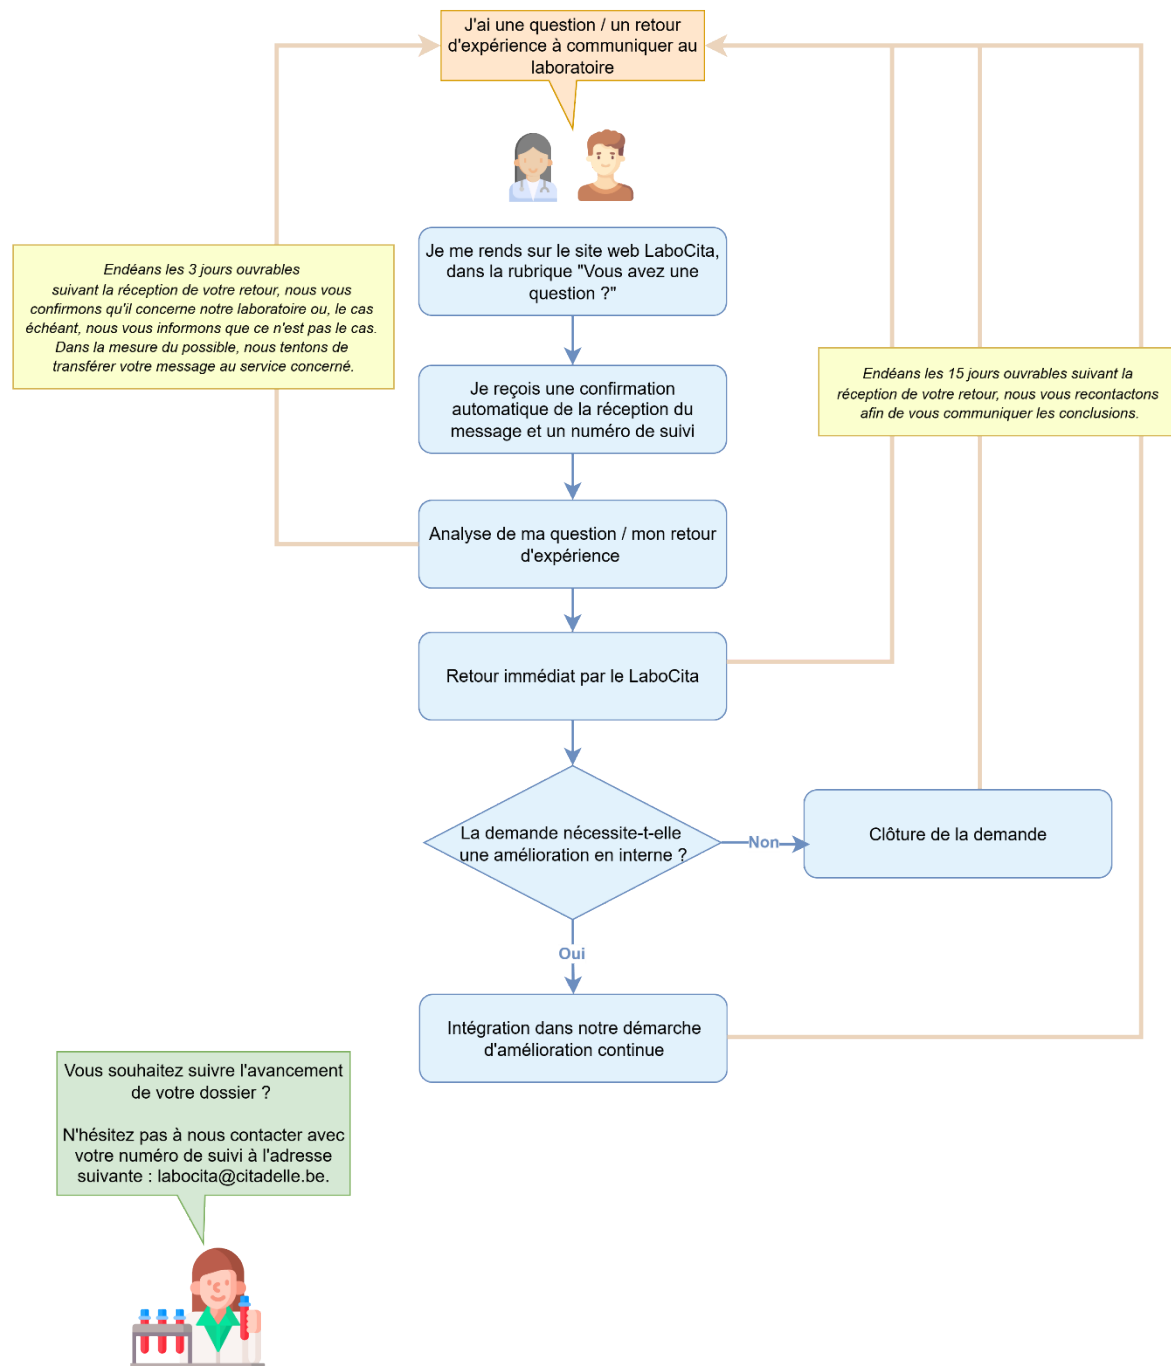 J'ai une question / un retour
d'expérience à communiquer au
laboratoire
Je me rends sur le site web LaboCita,
dans la rubrique "Vous avez une
question ?"
Endéans les 3 jours ouvrables
suivant la réception de votre retour, nous vous
confirmons qu'il concerne notre laboratoire ou, le cas
échéant, nous vous informons que ce n'est pas le cas.
Dans la mesure du possible, nous tentons de
transférer votre message au service concerné.
Je reçois une confirmation
automatique de la réception du
message et un numéro de suivi
Endéans les 15 jours ouvrables suivant la
réception de votre retour, nous vous recontactons
afin de vous communiquer les conclusions.
Analyse de ma question / mon retour
d'expérience
Retour immédiat par le LaboCita
La demande nécessite-t-elle
une amélioration en interne ?
Non
Clôture de la demande
Oui
Intégration dans notre démarche
d'amélioration continue
Vous souhaitez suivre l'avancement
de votre dossier ?
N'hésitez pas à nous contacter avec
votre numéro de suivi à l'adresse
suivante : labocita@citadelle.be.